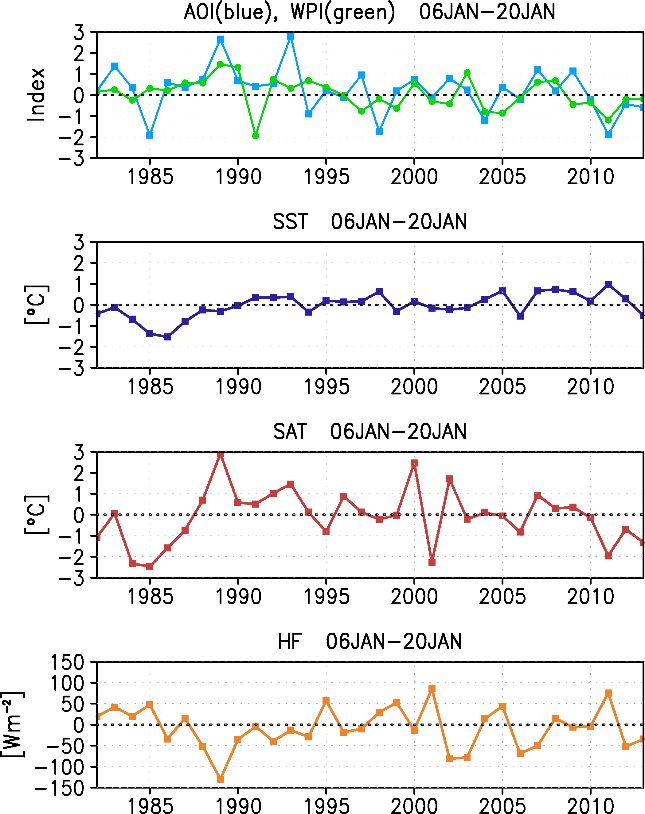 AOI(blue), WPI(green) 06JAN−20JAN
3
2
1
0
−1
−2
−3
Index
1985 1990 1995 2000 2005 2010
SST 06JAN−20JAN
3
2
1
0
−1
−2
−3
[°C]
1985 1990 1995 2000 2005 2010
SAT 06JAN−20JAN
3
2
1
0
−1
−2
−3
[°C]
1985 1990 1995 2000 2005 2010
HF 06JAN−20JAN
150
100
50
0
−50
−100
−150
[Wm⁻²]
1985 1990 1995 2000 2005 2010